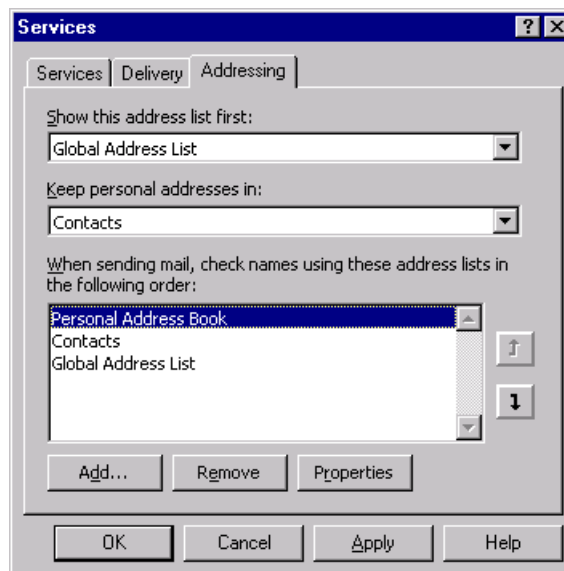 Services
Services Delivery Addressing
Show this address list first:
Global Address List
Keep personal addresses in:
Contacts
When sending mail, check names using these address lists in
the following order:
Personal Address Book
Contacts
Global Address List
Add... Remove Properties
OK Cancel Apply Help